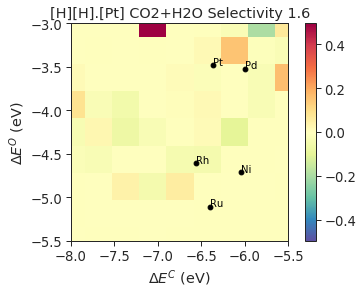 [H][H].[Pt] CO2+H2O Selectivity 1.6
−3.0
−3.5
−4.0
−4.5
−5.0
−5.5
ΔE^O (eV)
Pt
Pd
Rh
Ni
Ru
−8.0 −7.5 −7.0 −6.5 −6.0 −5.5
ΔE^C (eV)
0.4
0.2
0.0
−0.2
−0.4